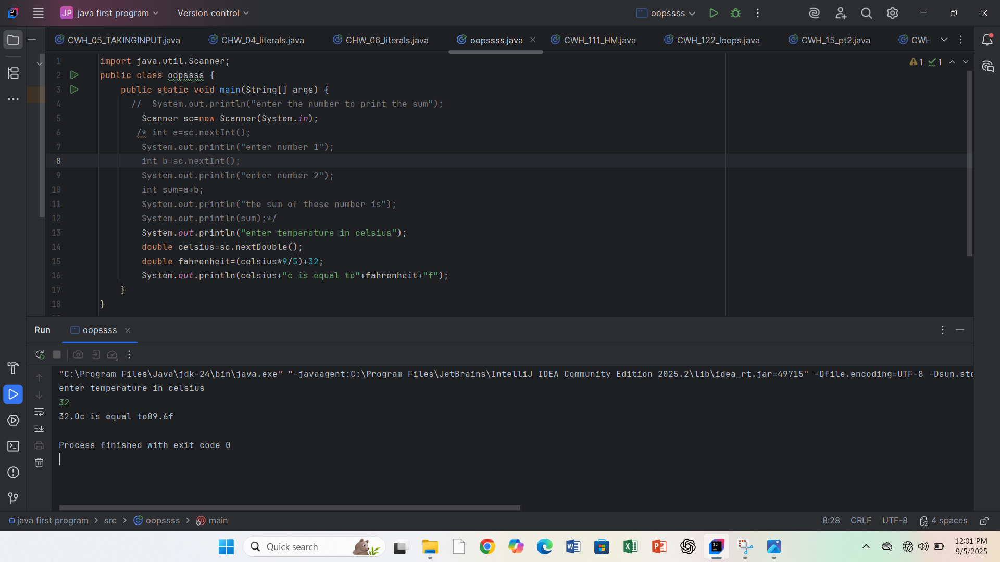 JP java first program Version control oopssss
CWH_05_TAKINGINPUT.java CHW_04_literals.java CHW_06_literals.java oopssss.java CWH_111_HM.java CWH_122_loops.java CWH_15_pt2.java CWH
1 import java.util.Scanner; 1 1
2 public class oopssss {
3 public static void main(String[] args) {
4 // System.out.println("enter the number to print the sum");
5 Scanner sc=new Scanner(System.in);
6 /* int a=sc.nextInt();
7 System.out.println("enter number 1");
8 int b=sc.nextInt();
9 System.out.println("enter number 2");
10 int sum=a+b;
11 System.out.println("the sum of these number is");
12 System.out.println(sum);*/
13 System.out.println("enter temperature in celsius");
14 double celsius=sc.nextDouble();
15 double fahrenheit=(celsius*9/5)+32;
16 System.out.println(celsius+"c is equal to"+fahrenheit+"f");
17 }
18 }
Run oopssss
"C:\Program Files\Java\jdk-24\bin\java.exe" "-javaagent:C:\Program Files\JetBrains\IntelliJ IDEA Community Edition 2025.2\lib\idea_rt.jar=49715" -Dfile.encoding=UTF-8 -Dsun.std
enter temperature in celsius
32
32.0c is equal to89.6f
Process finished with exit code 0
java first program > src > oopssss > main 8:28 CRLF UTF-8 4 spaces
Quick search 12:01 PM
9/5/2025